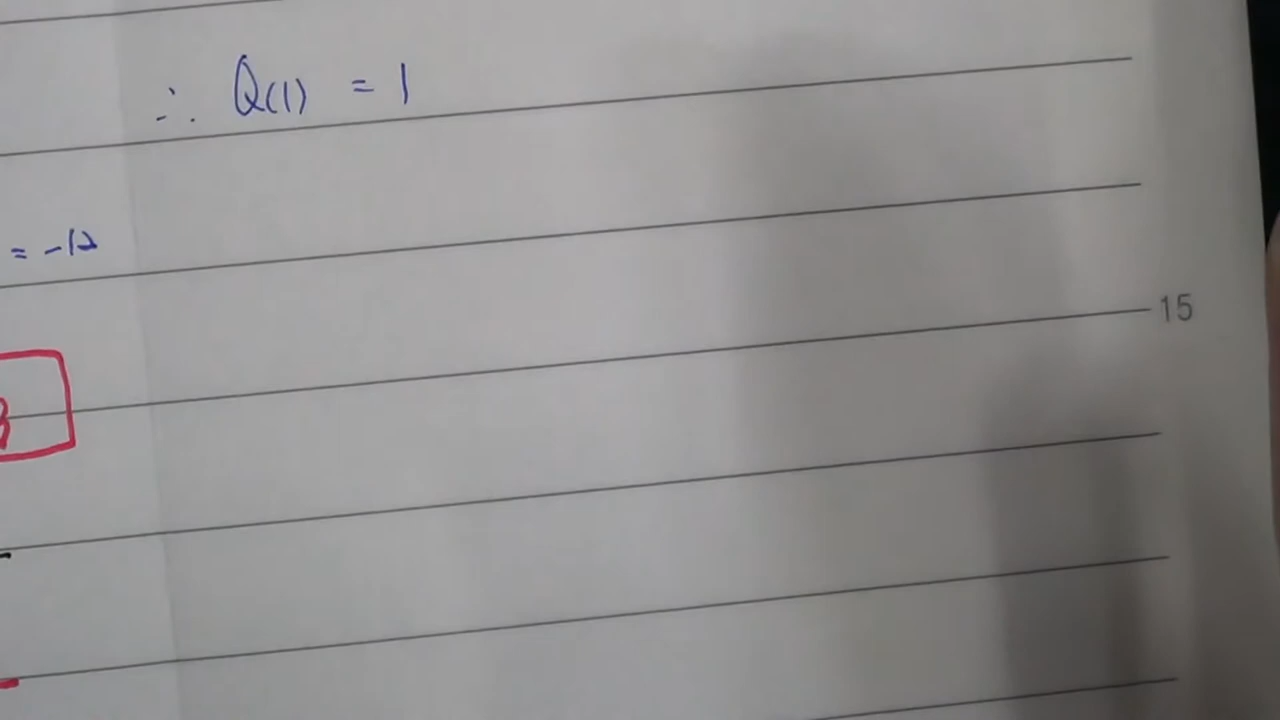 ∴ Q(1) = 1
= -12
15